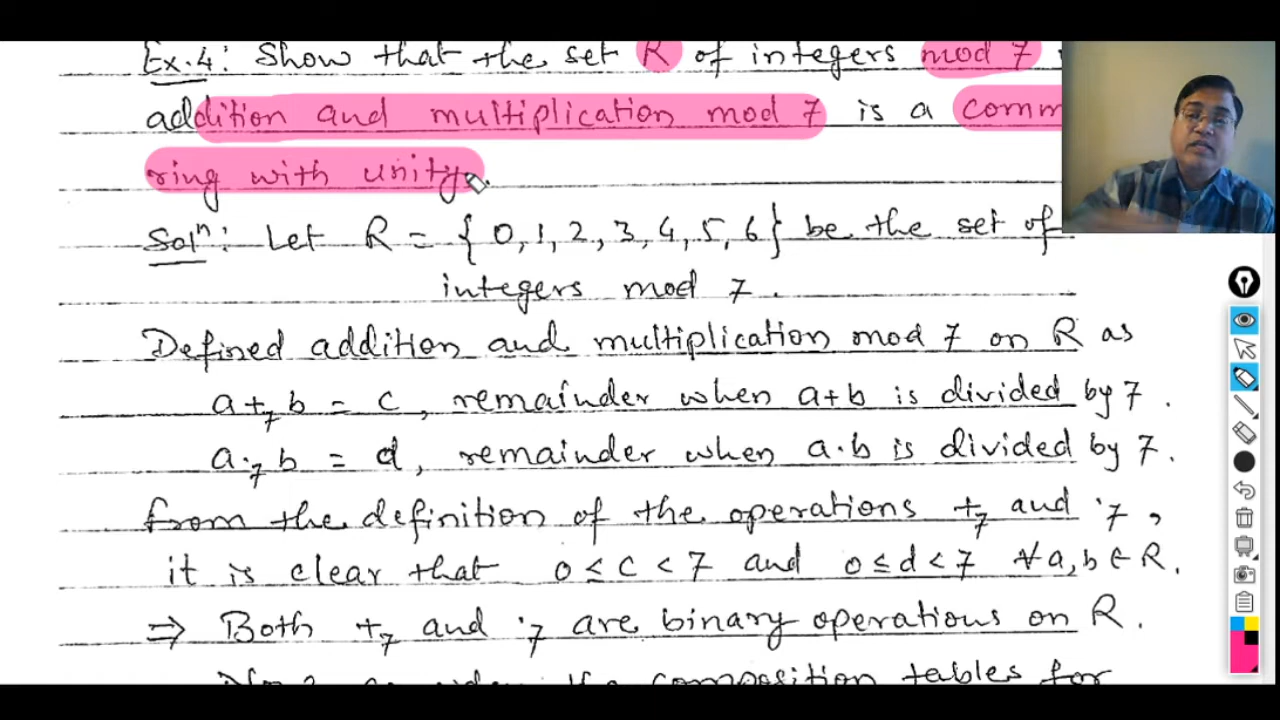 Ex.4: Show that the set R of integers mod 7
addition and multiplication mod 7 is a comm
ring with unity.
Solⁿ: Let R = {0, 1, 2, 3, 4, 5, 6} be the set of
integers mod 7.
Defined addition and multiplication mod 7 on R as
a +₇ b = c, remainder when a+b is divided by 7.
a ·₇ b = d, remainder when a·b is divided by 7.
from the definition of the operations +₇ and ·₇,
it is clear that 0 ≤ c < 7 and 0 ≤ d < 7 ∀ a, b ∈ R.
⇒ Both +₇ and ·₇ are binary operations on R.
composition tables for